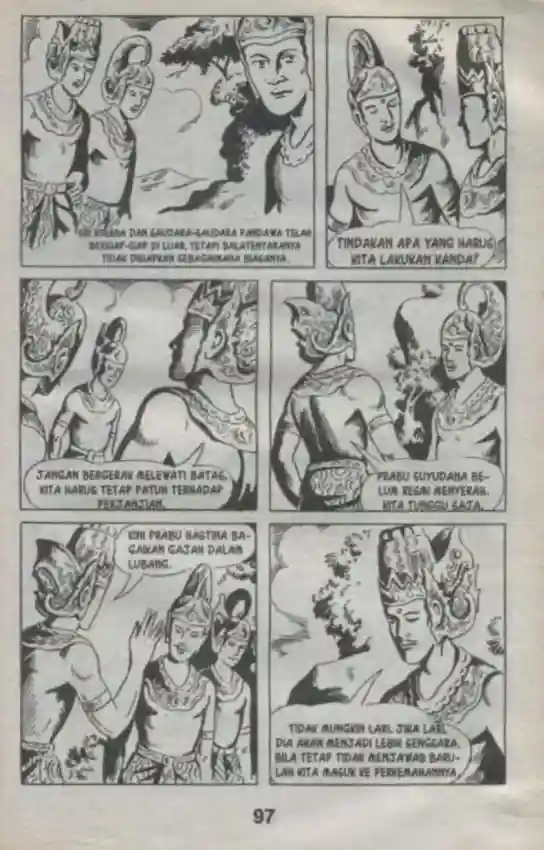 SRI KRESNA DAN SAUDARA-SAUDARA PANDAWA TELAH
BERSIAP-SIAP DI LUAR, TETAPI BALATENTARANYA
TIDAK DISIAPKAN SEBAGAIMANA BIASANYA.
TINDAKAN APA YANG HARUS
KITA LAKUKAN KANDA?
JANGAN BERGERAK MELEWATI BATAS,
KITA HARUS TETAP PATUH TERHADAP
PERJANJIAN.
PRABU SUYUDANA BE-
LUM RESMI MENYERAH.
KITA TUNGGU SAJA.
KINI PRABU HASTINA BA-
GAIKAN GAJAH DALAM
LUBANG.
TIDAK MUNGKIN LARI, JIKA LARI
DIA AKAN MENJADI LEBIH SENGSARA.
BILA TETAP TIDAK MENJAWAB BARU-
LAH KITA MASUK KE PERKEMAHANNYA
97